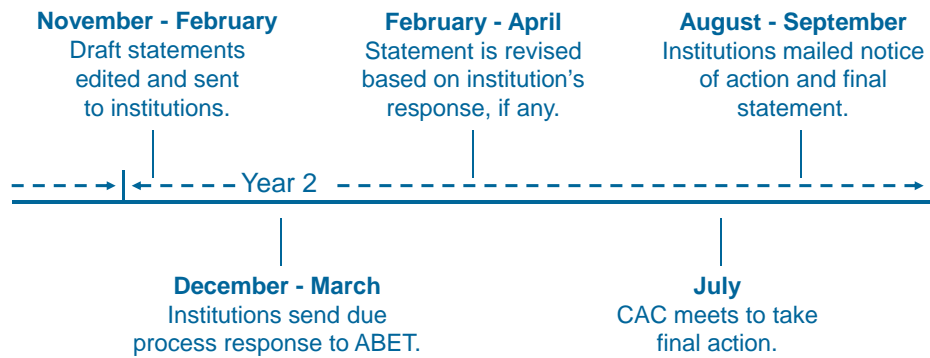 November - February
Draft statements
edited and sent
to institutions.
February - April
Statement is revised
based on institution’s
response, if any.
August - September
Institutions mailed notice
of action and final
statement.
Year 2
December - March
Institutions send due
process response to ABET.
July
CAC meets to take
final action.